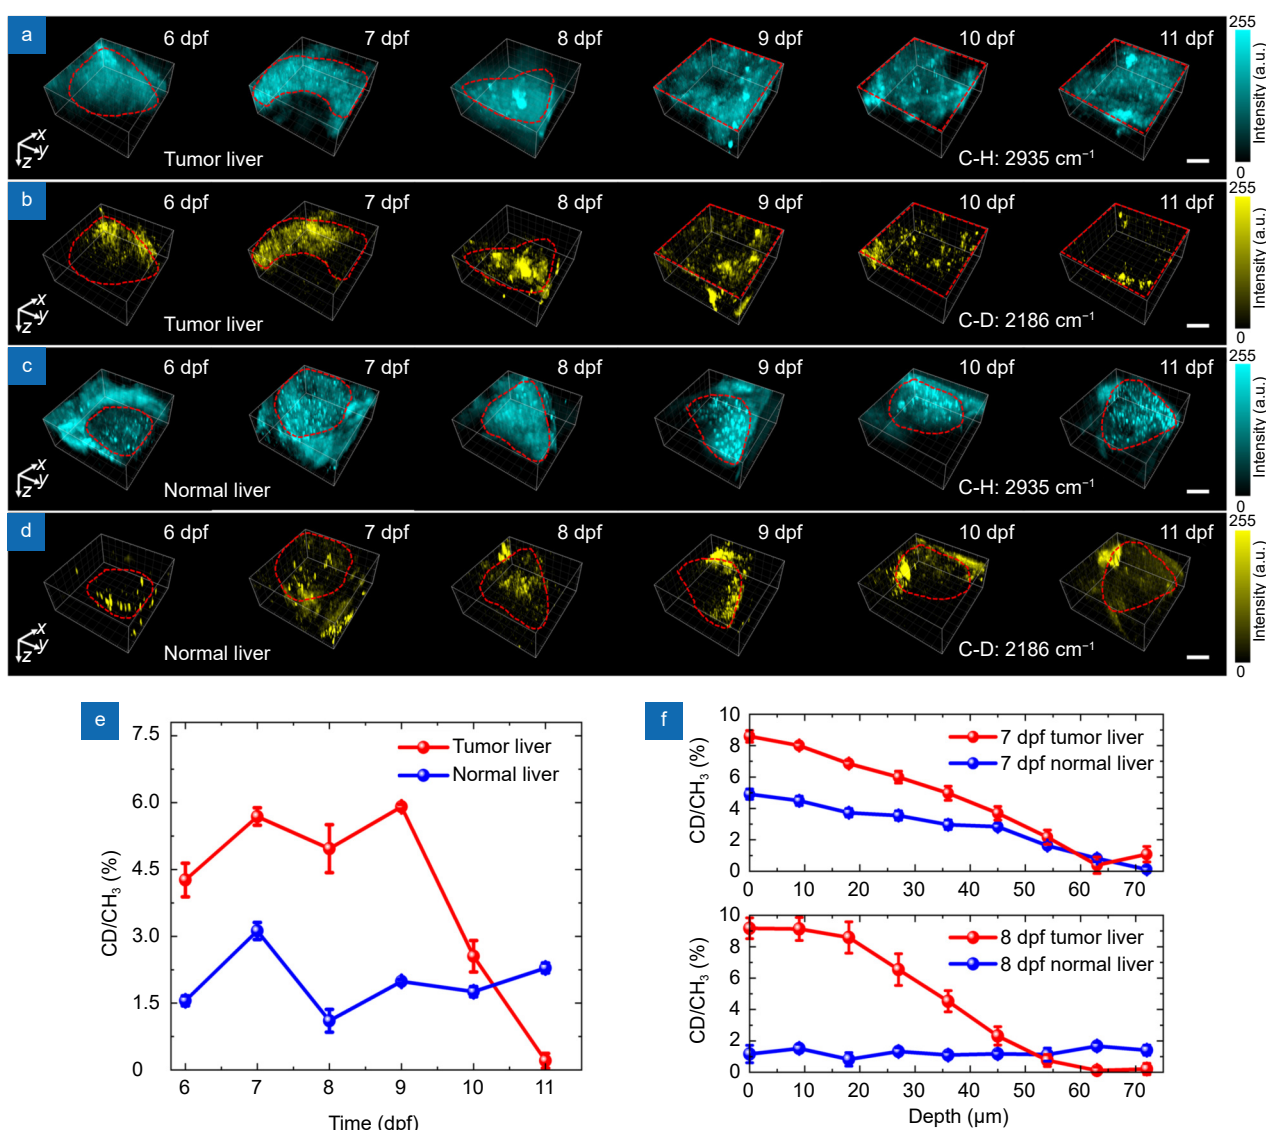 a
6 dpf 7 dpf 8 dpf 9 dpf 10 dpf 11 dpf
255
Intensity (a.u.)
0
x
y
z
Tumor liver
C-H: 2935 cm⁻¹
b
6 dpf 7 dpf 8 dpf 9 dpf 10 dpf 11 dpf
255
Intensity (a.u.)
0
x
y
z
Tumor liver
C-D: 2186 cm⁻¹
c
6 dpf 7 dpf 8 dpf 9 dpf 10 dpf 11 dpf
255
Intensity (a.u.)
0
x
y
z
Normal liver
C-H: 2935 cm⁻¹
d
6 dpf 7 dpf 8 dpf 9 dpf 10 dpf 11 dpf
255
Intensity (a.u.)
0
x
y
z
Normal liver
C-D: 2186 cm⁻¹
e
7.5
6.0
4.5
3.0
1.5
0
CD/CH₃ (%)
Tumor liver
Normal liver
6 7 8 9 10 11
Time (dpf)
f
10
8
6
4
2
0
CD/CH₃ (%)
7 dpf tumor liver
7 dpf normal liver
0 10 20 30 40 50 60 70
10
8
6
4
2
0
CD/CH₃ (%)
8 dpf tumor liver
8 dpf normal liver
0 10 20 30 40 50 60 70
Depth (μm)